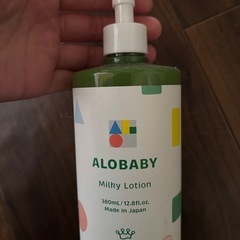 ALOBABY
Milky Lotion
380mL/12.8fl.oz.
Made in Japan